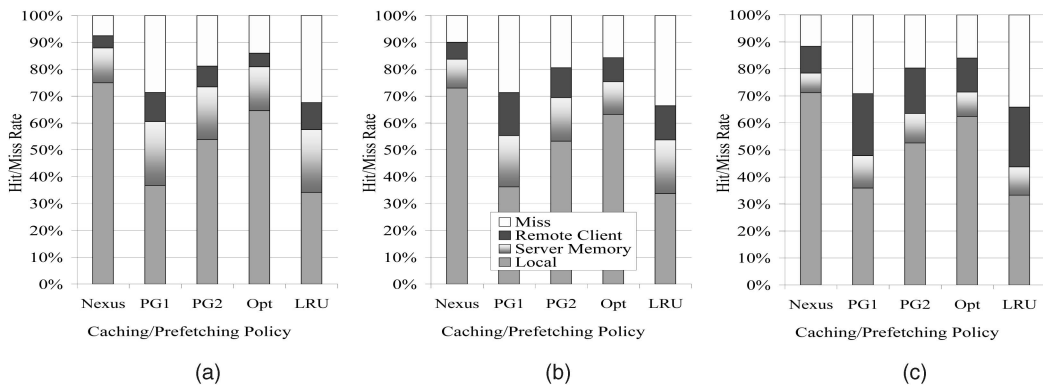 100%
90%
80%
70%
60%
50%
40%
30%
20%
10%
0%
Hit/Miss Rate
Nexus PG1 PG2 Opt LRU
Caching/Prefetching Policy
(a)
100%
90%
80%
70%
60%
50%
40%
30%
20%
10%
0%
Hit/Miss Rate
Miss
Remote Client
Server Memory
Local
Nexus PG1 PG2 Opt LRU
Caching/Prefetching Policy
(b)
100%
90%
80%
70%
60%
50%
40%
30%
20%
10%
0%
Hit/Miss Rate
Nexus PG1 PG2 Opt LRU
Caching/Prefetching Policy
(c)